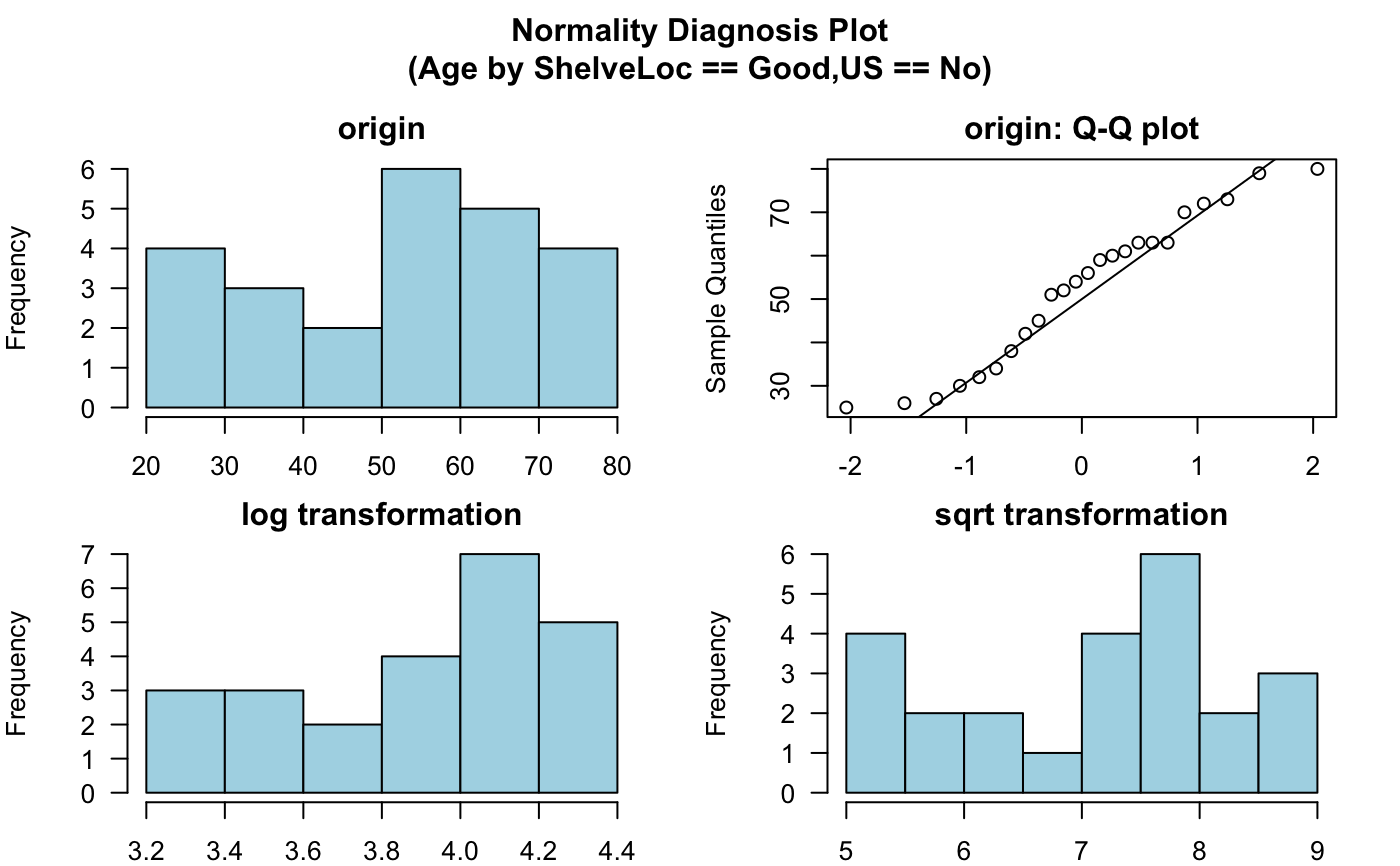 Normality Diagnosis Plot
(Age by ShelveLoc == Good,US == No)
origin
Frequency
6
5
4
3
2
1
0
20 30 40 50 60 70 80
origin: Q-Q plot
Sample Quantiles
70
50
30
-2 -1 0 1 2
log transformation
Frequency
7
6
5
4
3
2
1
0
3.2 3.4 3.6 3.8 4.0 4.2 4.4
sqrt transformation
Frequency
6
5
4
3
2
1
0
5 6 7 8 9